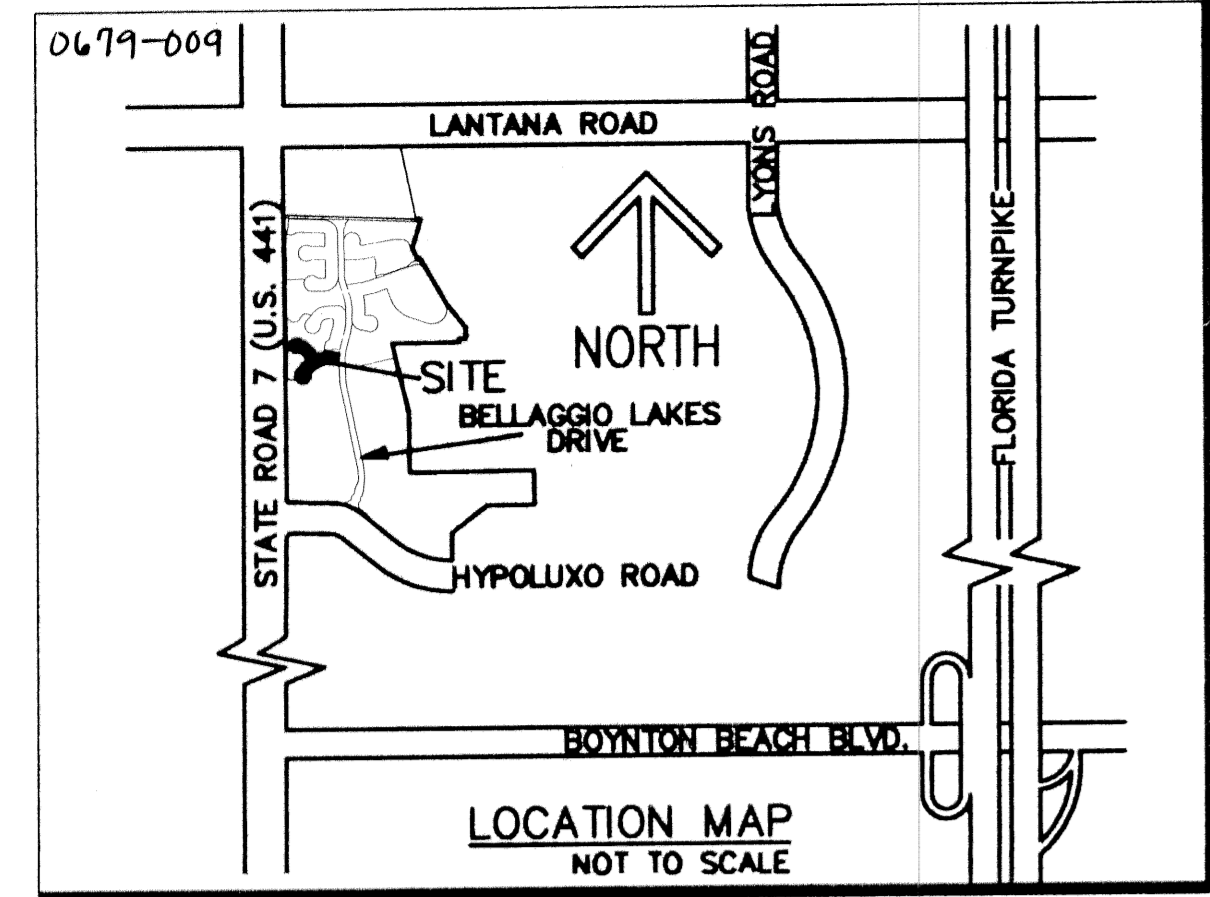 0679-009
LYONS ROAD
LANTANA ROAD
STATE ROAD 7 (U.S. 441)
FLORIDA TURNPIKE
NORTH
SITE
BELLAGGIO LAKES
DRIVE
HYPOLUXO ROAD
BOYNTON BEACH BLVD.
LOCATION MAP
NOT TO SCALE